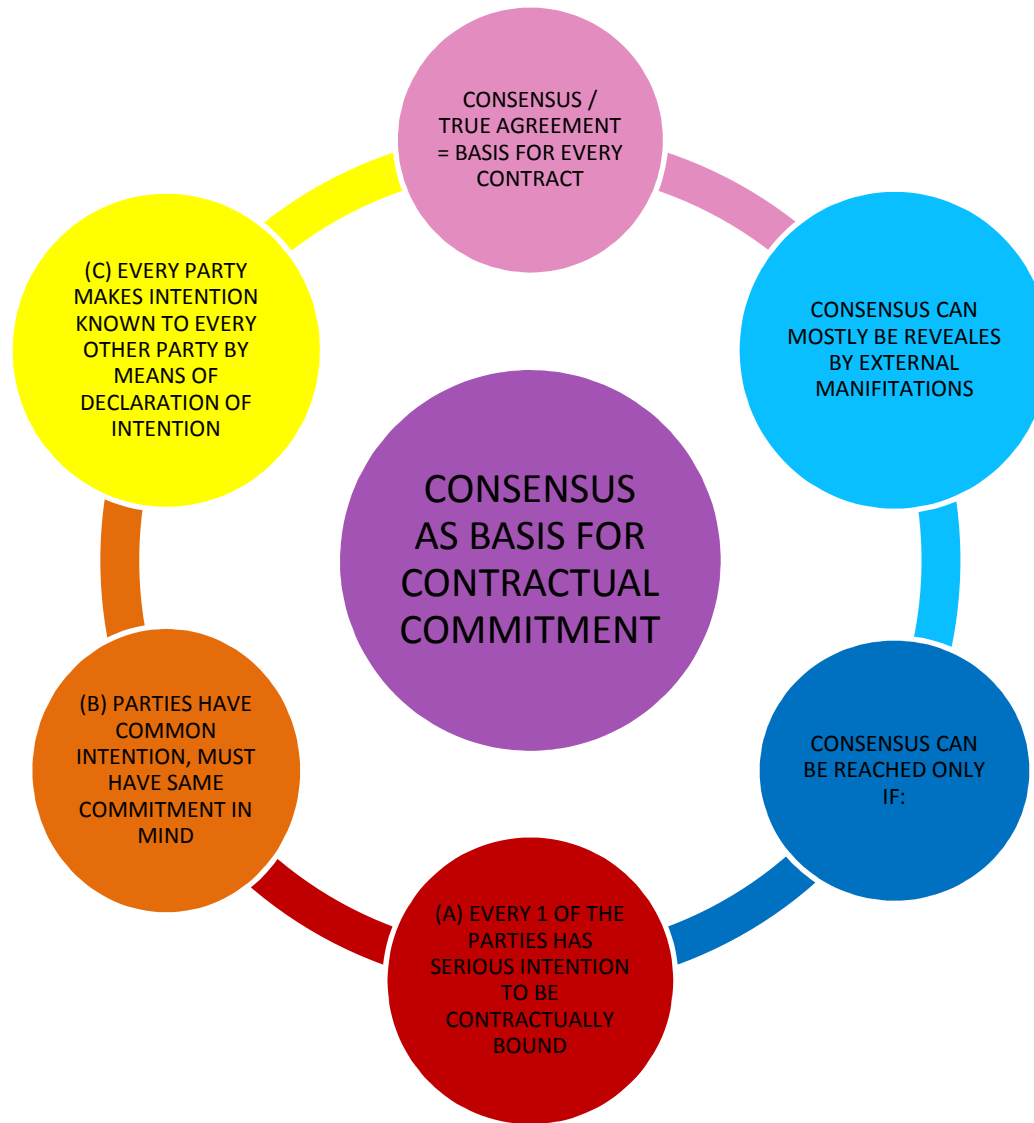 CONSENSUS /
TRUE AGREEMENT
= BASIS FOR EVERY
CONTRACT
CONSENSUS CAN
MOSTLY BE REVEALES
BY EXTERNAL
MANIFITATIONS
CONSENSUS CAN
BE REACHED ONLY
IF:
(A) EVERY 1 OF THE
PARTIES HAS
SERIOUS INTENTION
TO BE
CONTRACTUALLY
BOUND
(B) PARTIES HAVE
COMMON
INTENTION, MUST
HAVE SAME
COMMITMENT IN
MIND
(C) EVERY PARTY
MAKES INTENTION
KNOWN TO EVERY
OTHER PARTY BY
MEANS OF
DECLARATION OF
INTENTION
CONSENSUS
AS BASIS FOR
CONTRACTUAL
COMMITMENT